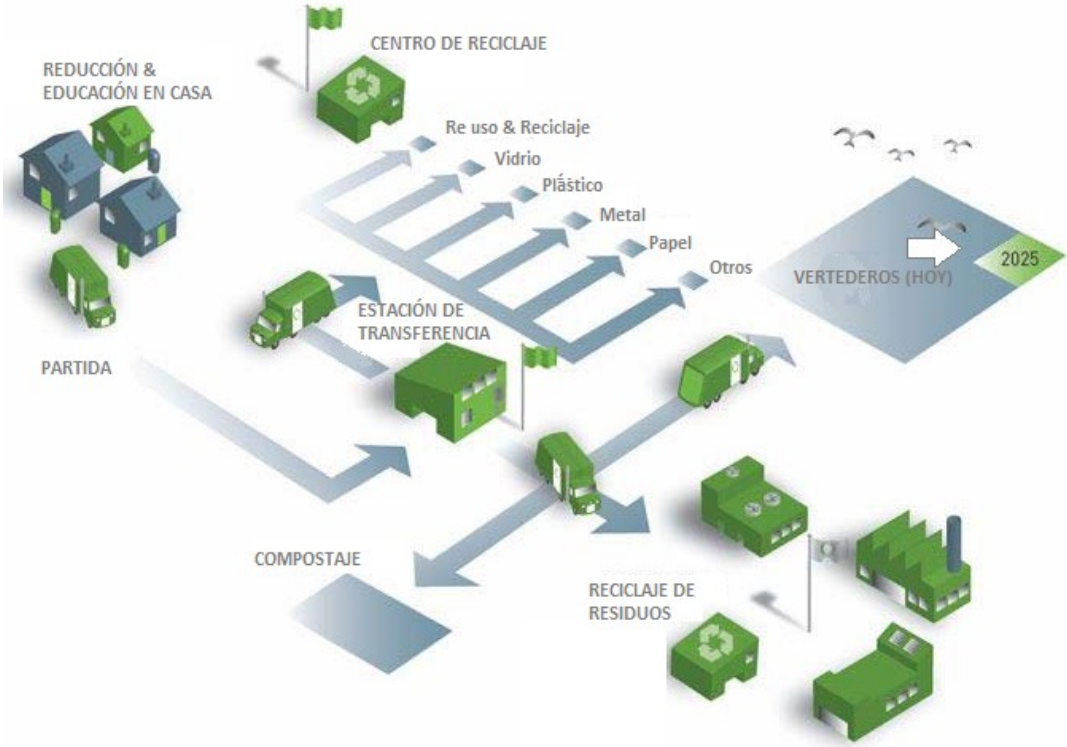 CENTRO DE RECICLAJE
REDUCCIÓN &
EDUCACIÓN EN CASA
Re uso & Reciclaje
Vidrio
Plástico
Metal
Papel
Otros
2025
VERTEDEROS (HOY)
ESTACIÓN DE
TRANSFERENCIA
PARTIDA
COMPOSTAJE
RECICLAJE DE
RESIDUOS